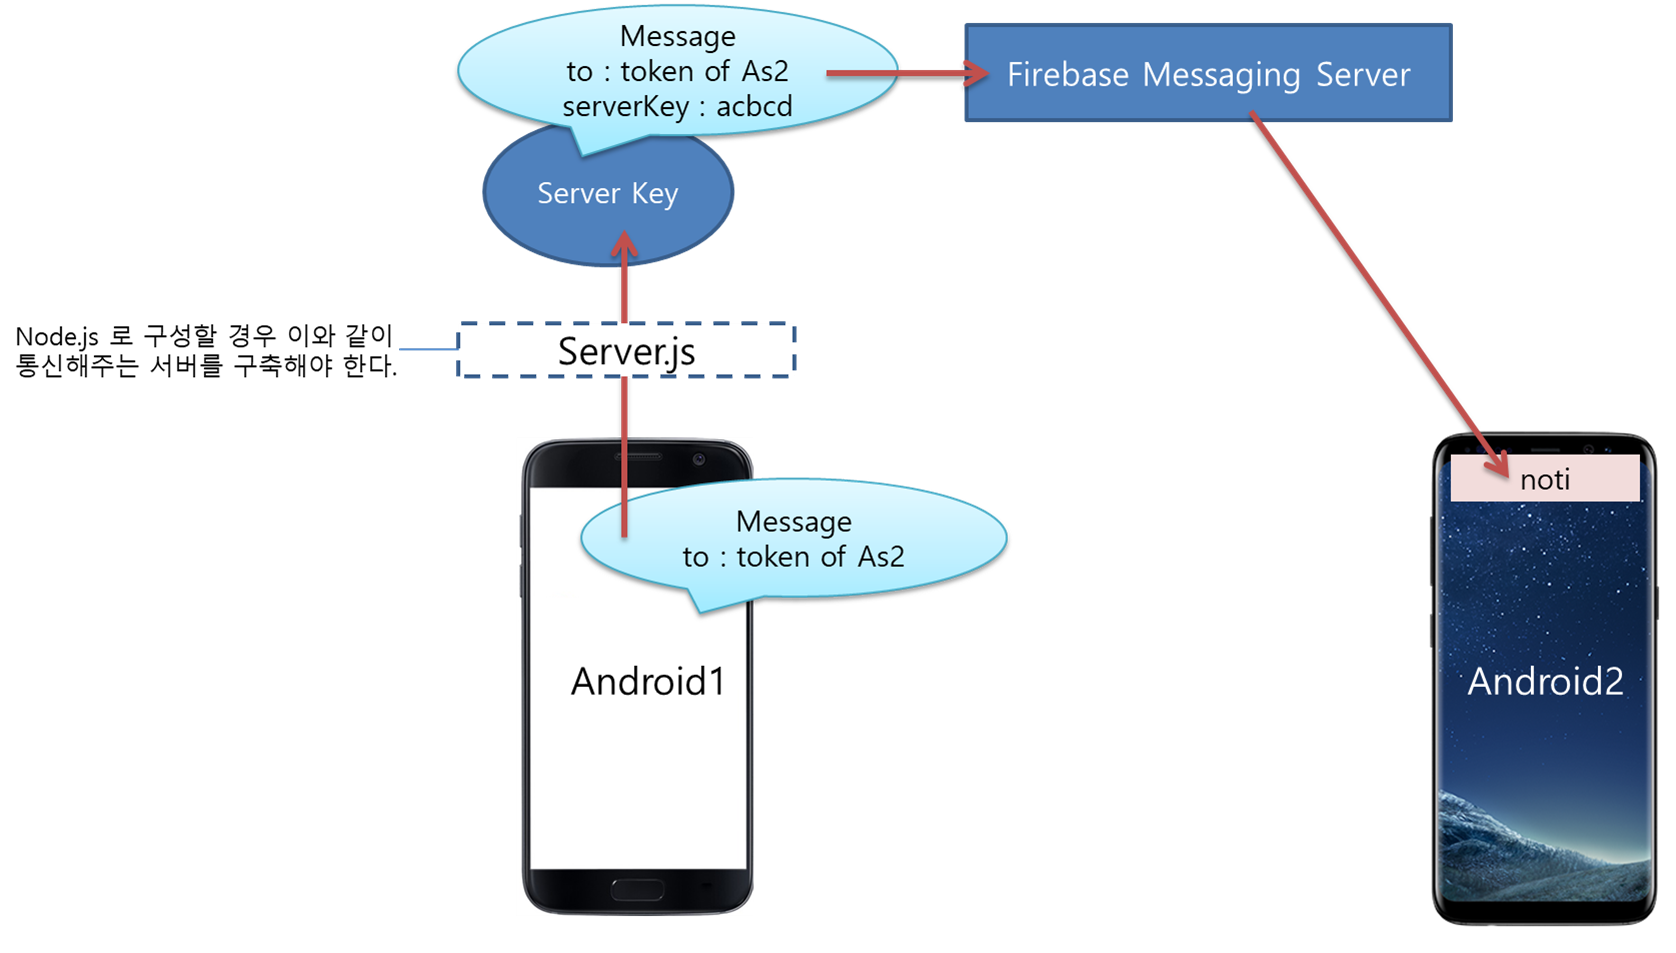 Message
to : token of As2
serverKey : acbcd
Firebase Messaging Server
Server Key
Node.js 로 구성할 경우 이와 같이
통신해주는 서버를 구축해야 한다.
Server.js
noti
Message
to : token of As2
Android1
Android2